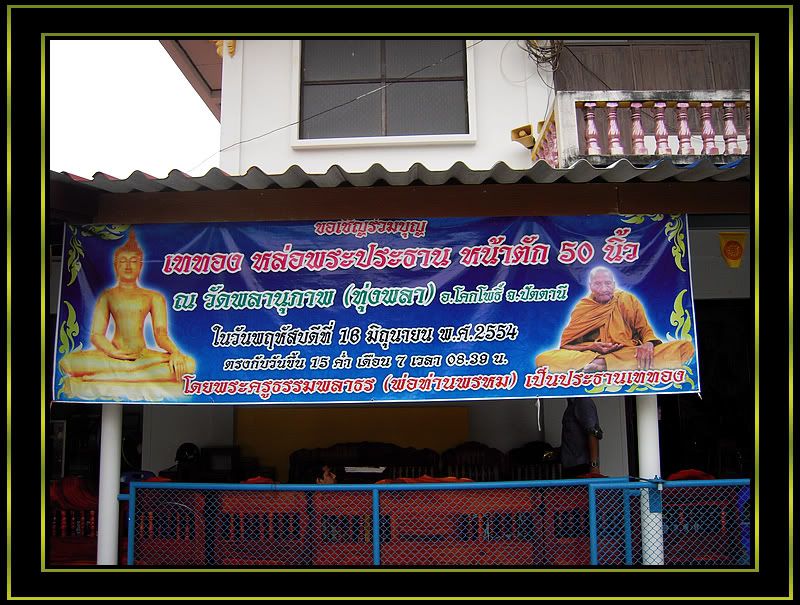 ขอเชิญร่วมบุญ
เททอง หล่อพระประธาน หน้าตัก 50 นิ้ว
ณ วัดพลานุภาพ (ทุ่งพลา) อ.โคกโพธิ์ จ.ปัตตานี
ในวันพฤหัสบดีที่ 16 มิถุนายน พ.ศ.2554
ตรงกับวันขึ้น 15 ค่ำ เดือน 7 เวลา 08.39 น.
โดยพระครูธรรมพลาธร (พ่อท่านพรหม) เป็นประธานเททอง